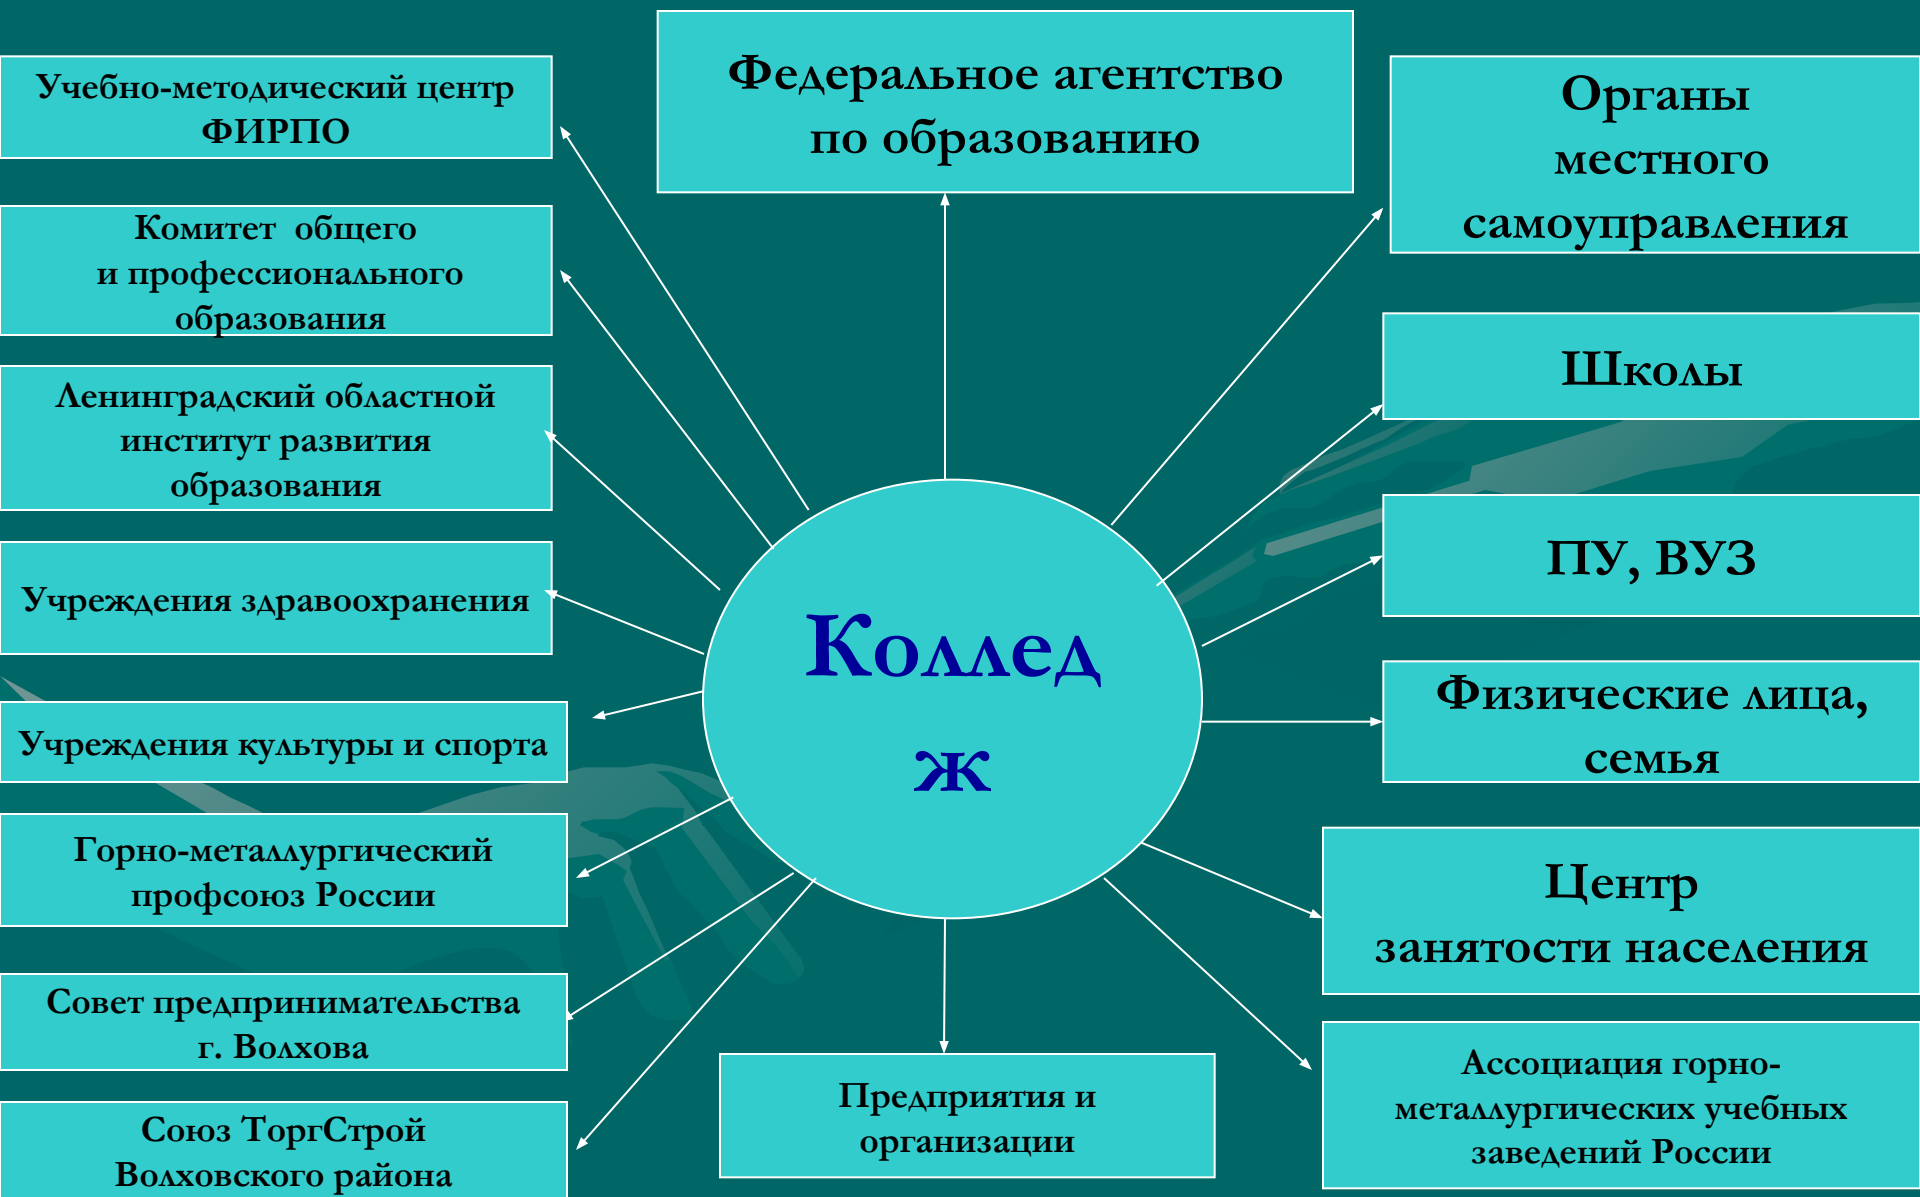 Учебно-методический центр
ФИРПО
Комитет  общего
и профессионального
образования
Ленинградский областной
институт развития
образования
Учреждения здравоохранения
Учреждения культуры и спорта
Горно-металлургический
профсоюз России
Совет предпринимательства
г. Волхова
Союз ТоргСтрой
Волховского района
Федеральное агентство
по образованию
Коллед
ж
Предприятия и
организации
Органы
местного
самоуправления
Школы
ПУ, ВУЗ
Физические лица,
семья
Центр
занятости населения
Ассоциация горно-
металлургических учебных
заведений России